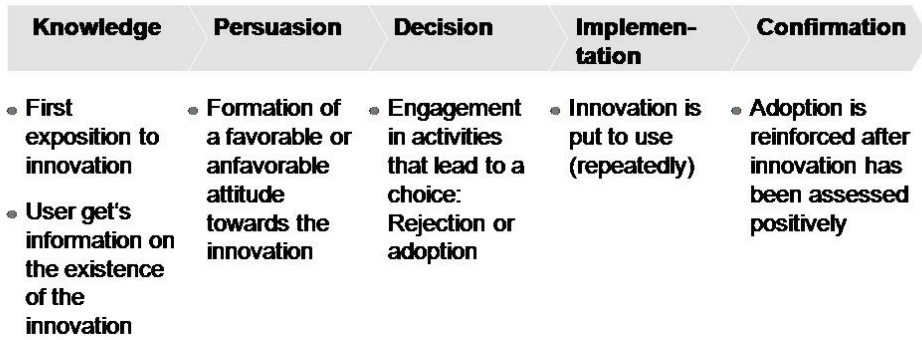 Knowledge
Persuasion
Decision
Implemen-
tation
Confirmation
First
exposition to
innovation
User get's
information on
the existence
of the
innovation
Formation of
a favorable or
anfavorable
attitude
towards the
innovation
Engagement
in activities
that lead to a
choice:
Rejection or
adoption
Innovation is
put to use
(repeatedly)
Adoption is
reinforced after
innovation has
been assessed
positively